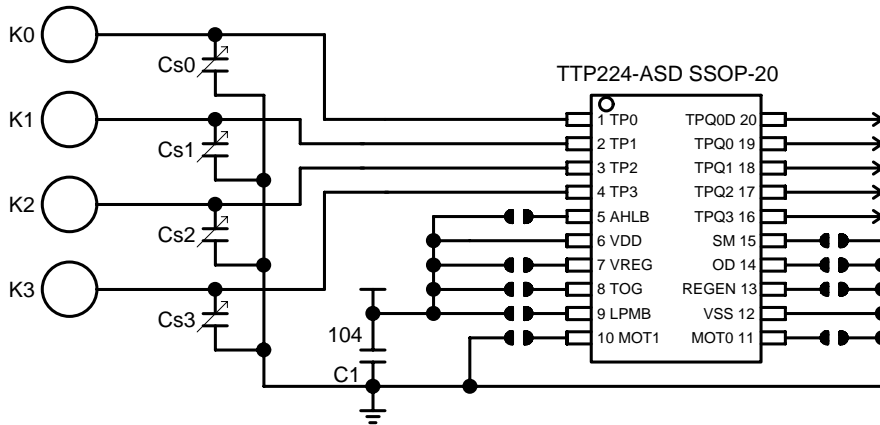 K0
Cs0
K1
Cs1
K2
Cs2
K3
Cs3
104
C1
TTP224-ASD SSOP-20
1 TP0 TPQ0D 20
2 TP1 TPQ0 19
3 TP2 TPQ1 18
4 TP3 TPQ2 17
5 AHLB TPQ3 16
6 VDD SM 15
7 VREG OD 14
8 TOG REGEN 13
9 LPMB VSS 12
10 MOT1 MOT0 11